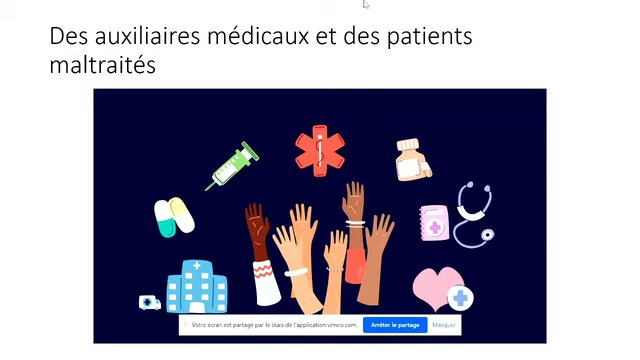 Des auxiliaires médicaux et des patients
maltraités
Votre écran est partagé par le biais de l'application vimeo.com. Arrêter le partage Masquer